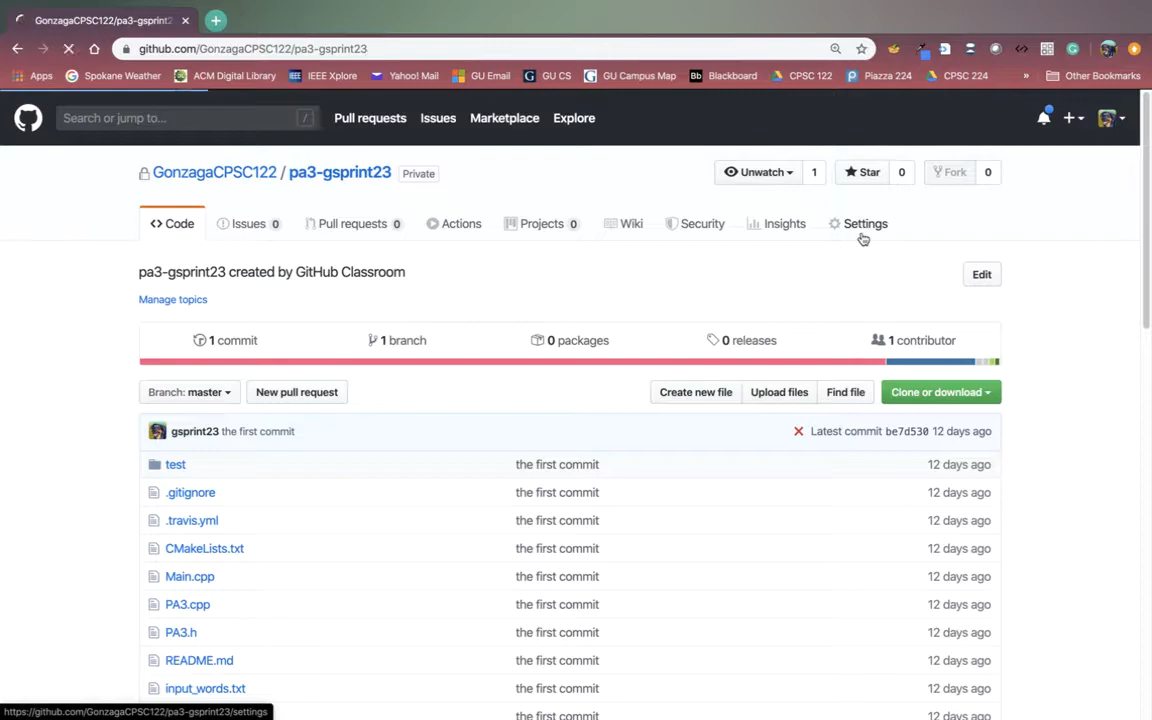 GonzagaCPSC122/pa3-gsprint2
github.com/GonzagaCPSC122/pa3-gsprint23
Apps Spokane Weather ACM Digital Library IEEE Xplore Yahoo! Mail GU Email GU CS GU Campus Map Bb Blackboard CPSC 122 Piazza 224 CPSC 224 » Other Bookmarks
Search or jump to... / Pull requests Issues Marketplace Explore
GonzagaCPSC122 / pa3-gsprint23 Private Unwatch 1 Star 0 Fork 0
Code Issues 0 Pull requests 0 Actions Projects 0 Wiki Security Insights Settings
pa3-gsprint23 created by GitHub Classroom Edit
Manage topics
1 commit 1 branch 0 packages 0 releases 1 contributor
Branch: master New pull request Create new file Upload files Find file Clone or download
gsprint23 the first commit Latest commit be7d530 12 days ago
test the first commit 12 days ago
.gitignore the first commit 12 days ago
.travis.yml the first commit 12 days ago
CMakeLists.txt the first commit 12 days ago
Main.cpp the first commit 12 days ago
PA3.cpp the first commit 12 days ago
PA3.h the first commit 12 days ago
README.md the first commit 12 days ago
input_words.txt the first commit 12 days ago
https://github.com/GonzagaCPSC122/pa3-gsprint23/settings the first commit 12 days ago